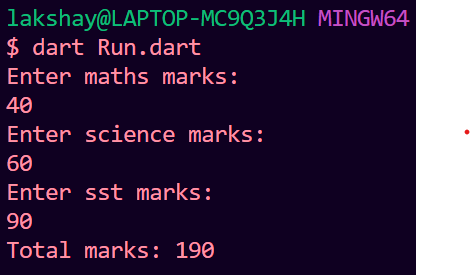 lakshay@LAPTOP-MC9Q3J4H MINGW64
$ dart Run.dart
Enter maths marks:
40
Enter science marks:
60
Enter sst marks:
90
Total marks: 190